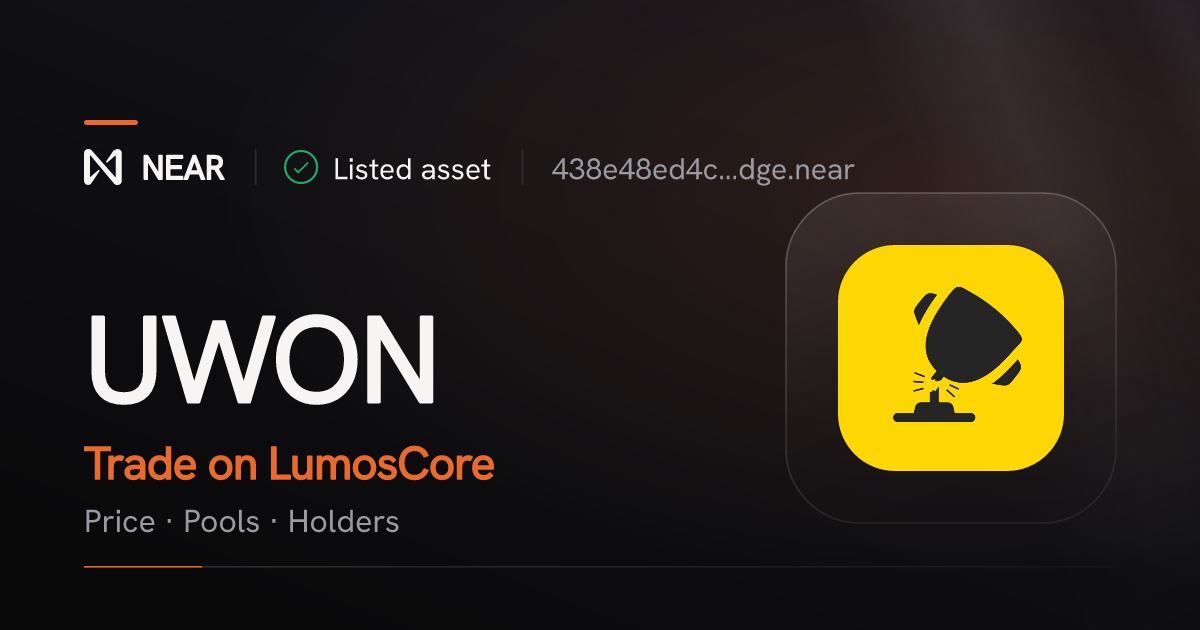 NEAR Listed asset 438e48ed4c...dge.near
UWON
Trade on LumosCore
Price · Pools · Holders